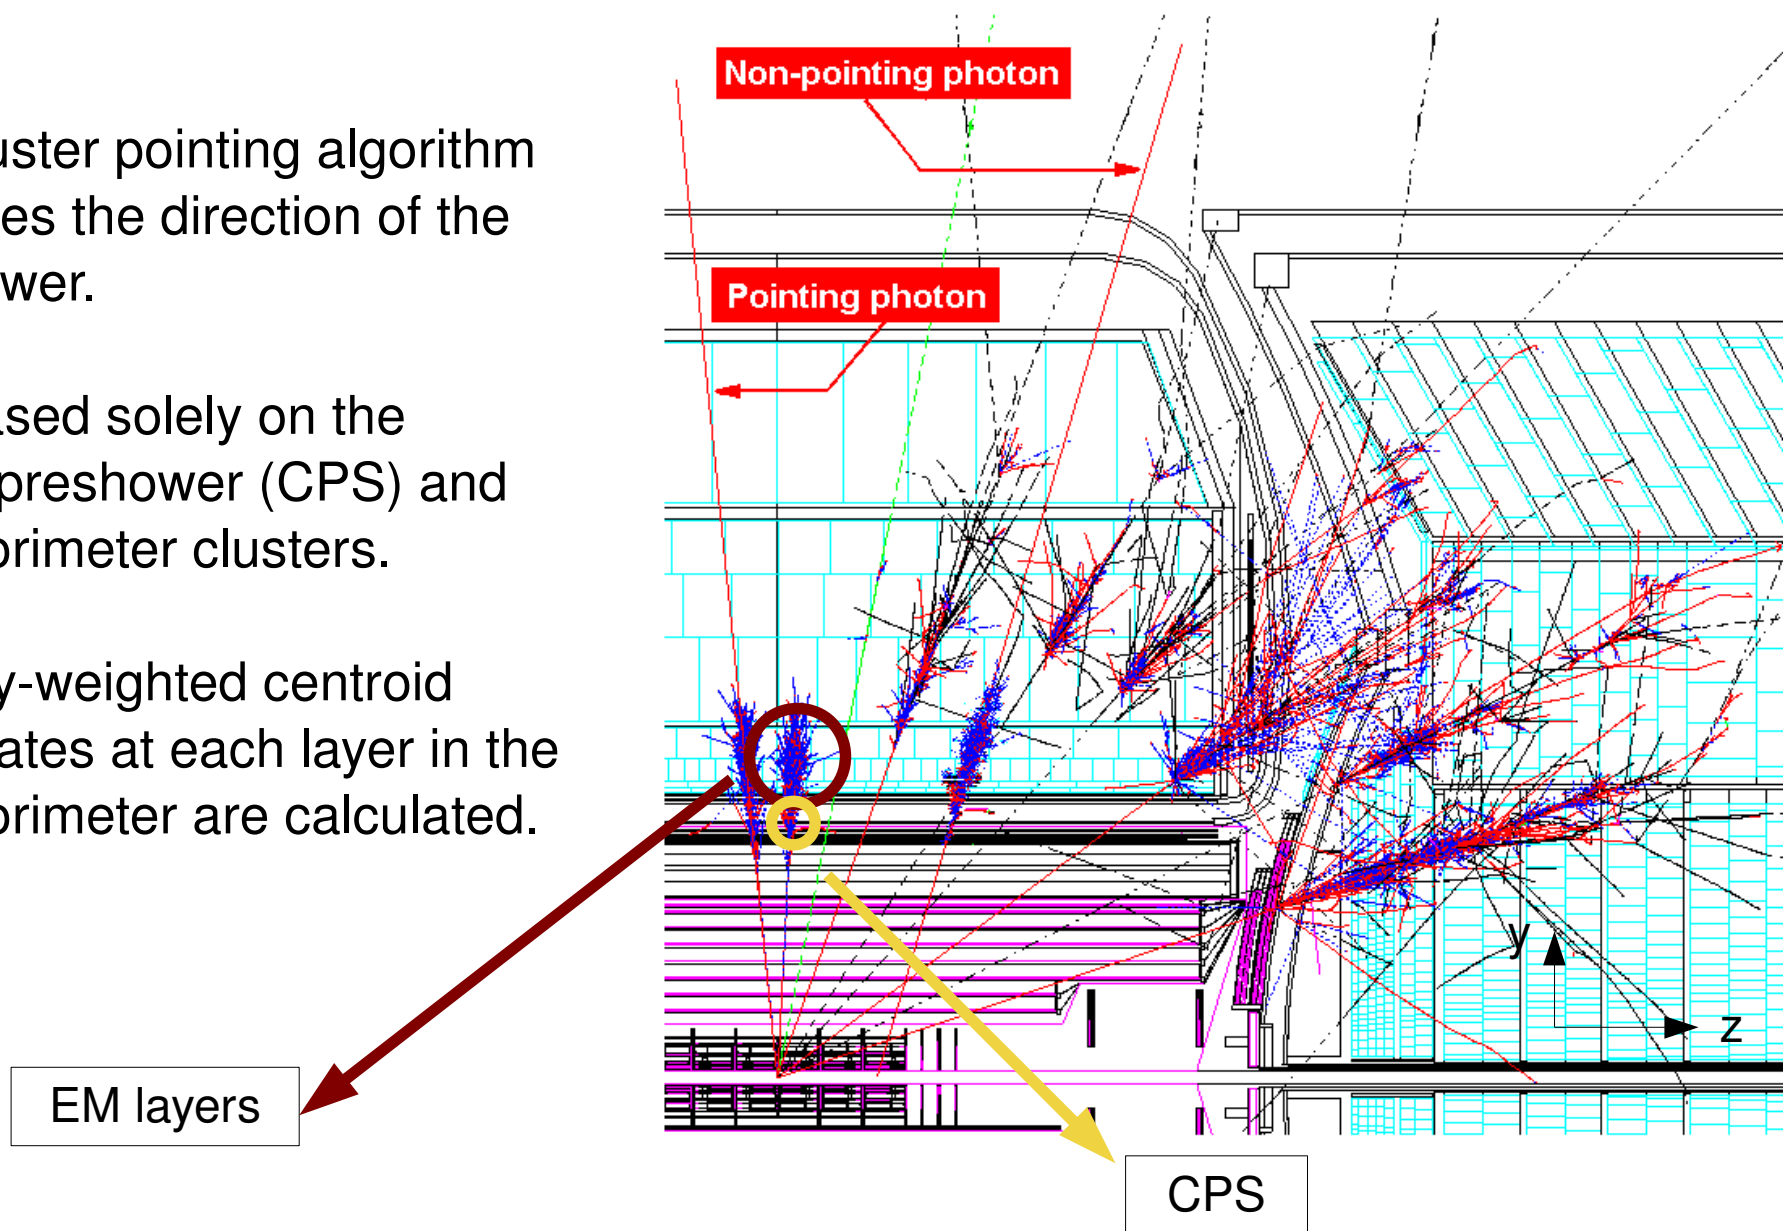 uster pointing algorithm
es the direction of the
wer.
ased solely on the
preshower (CPS) and
orimeter clusters.
y-weighted centroid
ates at each layer in the
orimeter are calculated.
Non-pointing photon
Pointing photon
y
z
EM layers
CPS